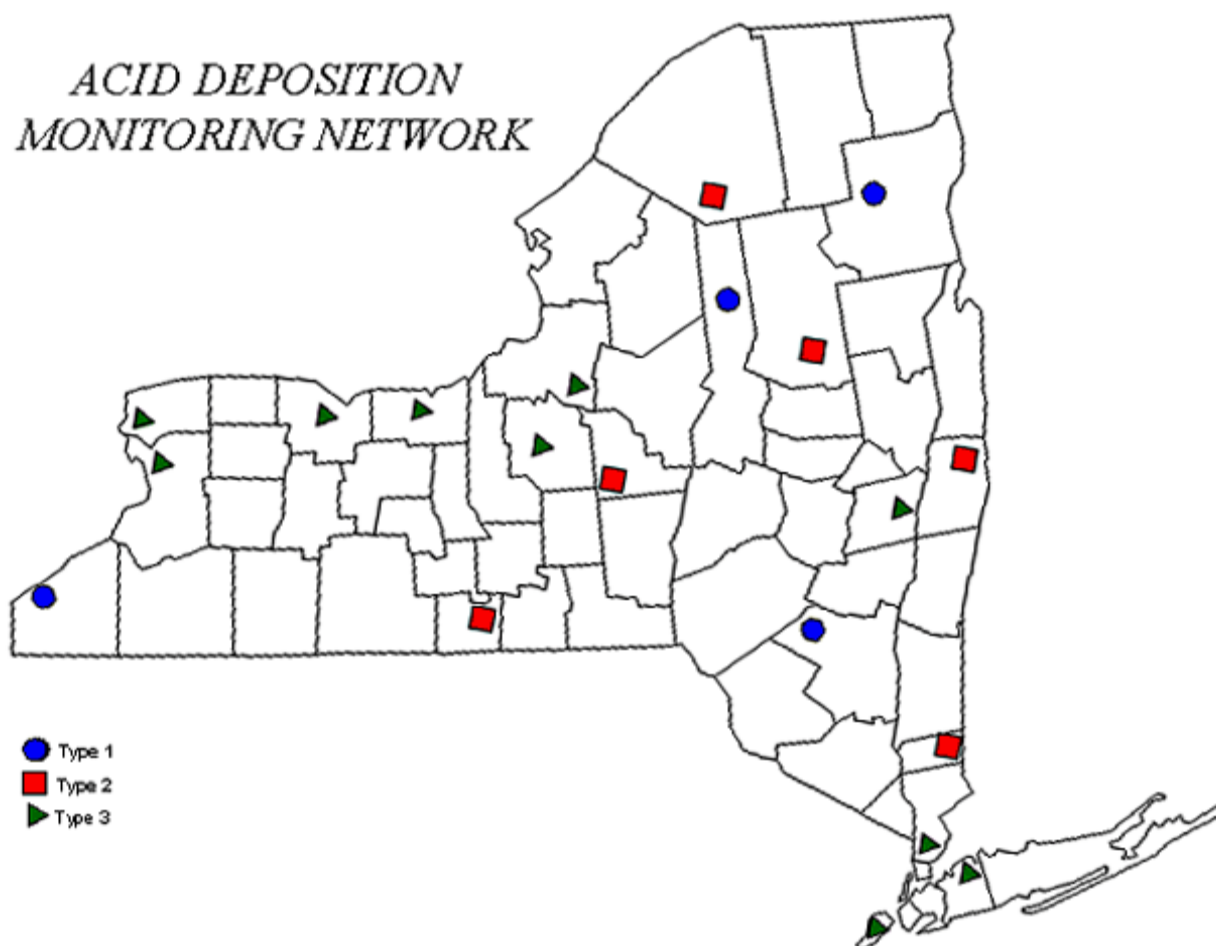 ACID DEPOSITION
MONITORING NETWORK
Type 1
Type 2
Type 3